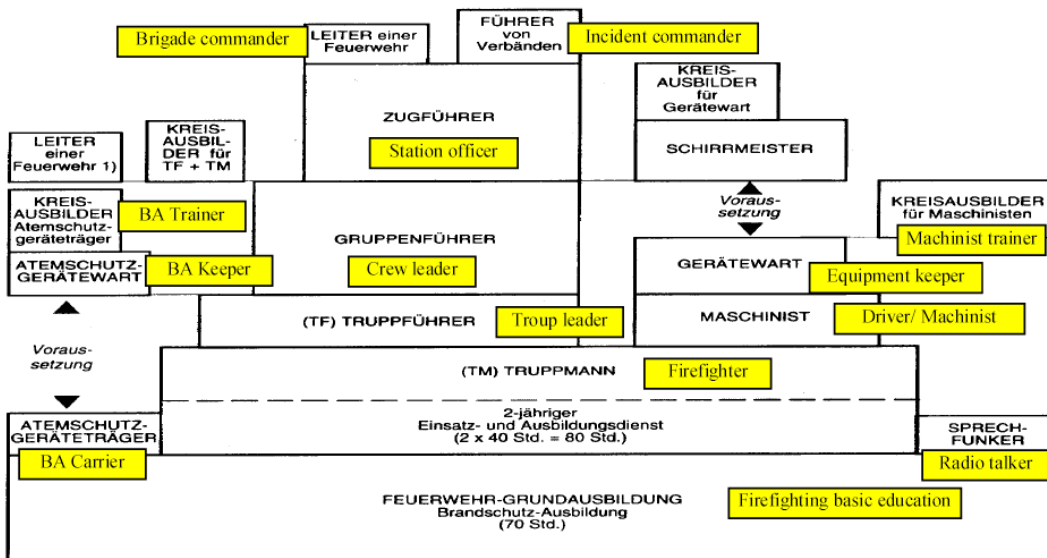 Brigade commander
LEITER einer
Feuerwehr
FÜHRER
von
Verbänden
Incident commander
KREIS-
AUSBILDER
für
Gerätewart
ZUGFÜHRER
Station officer
SCHIRRMEISTER
LEITER
einer
Feuerwehr 1)
KREIS-
AUSBIL-
DER für
TF + TM
KREIS-
AUSBILDER
Atemschutz-
geräteträger
BA Trainer
GRUPPENFÜHRER
Crew leader
Voraus-
setzung
KREISAUSBILDER
für Maschinisten
Machinist trainer
ATEMSCHUTZ-
GERÄTEWART
BA Keeper
GERÄTEWART
Equipment keeper
(TF) TRUPPFÜHRER
Troup leader
MASCHINIST
Driver/ Machinist
Voraus-
setzung
(TM) TRUPPMANN
Firefighter
2-jähriger
Einsatz- und Ausbildungsdienst
(2 x 40 Std. = 80 Std.)
ATEMSCHUTZ-
GERÄTETRÄGER
BA Carrier
SPRECH-
FUNKER
Radio talker
FEUERWEHR-GRUNDAUSBILDUNG
Brandschutz-Ausbildung
(70 Std.)
Firefighting basic education